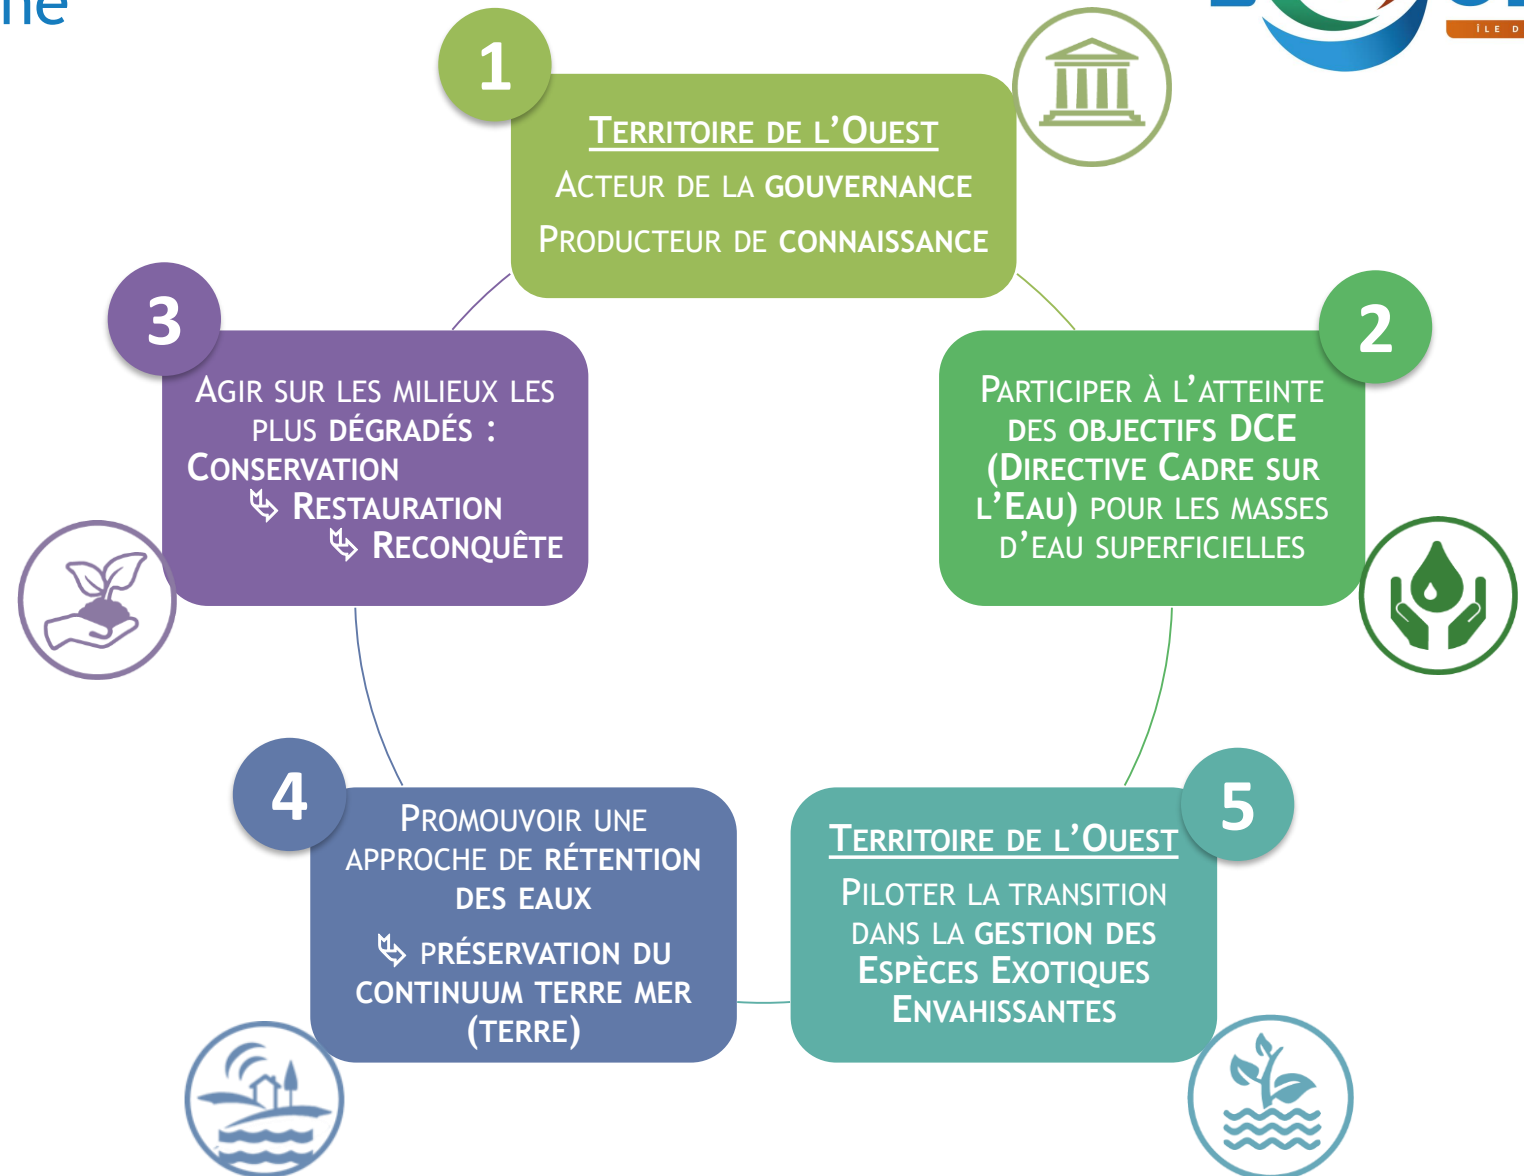 1
TERRITOIRE DE L’OUEST
ACTEUR DE LA GOUVERNANCE
PRODUCTEUR DE CONNAISSANCE
2
PARTICIPER À L’ATTEINTE
DES OBJECTIFS DCE
(DIRECTIVE CADRE SUR
L’EAU) POUR LES MASSES
D’EAU SUPERFICIELLES
3
AGIR SUR LES MILIEUX LES
PLUS DÉGRADÉS :
CONSERVATION
RESTAURATION
RECONQUÊTE
4
PROMOUVOIR UNE
APPROCHE DE RÉTENTION
DES EAUX
PRÉSERVATION DU
CONTINUUM TERRE MER
(TERRE)
5
TERRITOIRE DE L’OUEST
PILOTER LA TRANSITION
DANS LA GESTION DES
ESPÈCES EXOTIQUES
ENVAHISSANTES